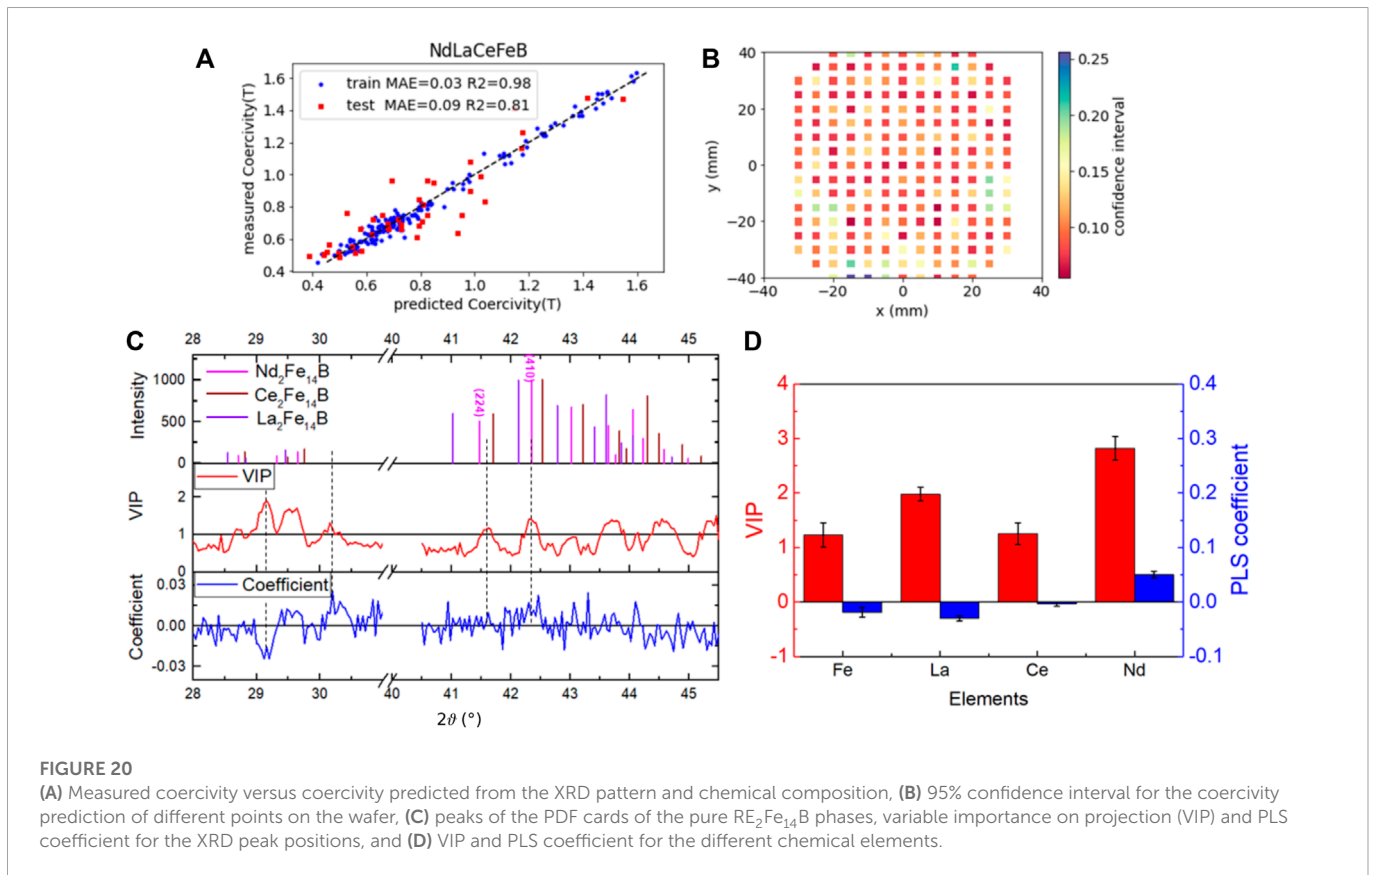 A
NdLaCeFeB
train MAE=0.03 R2=0.98
test MAE=0.09 R2=0.81
measured Coercivity(T)
1.6
1.4
1.2
1.0
0.8
0.6
0.4
0.4 0.6 0.8 1.0 1.2 1.4 1.6
predicted Coercivity(T)
B
y (mm)
40
20
0
−20
−40
−40 −20 0 20 40
x (mm)
0.25
0.20
0.15
0.10
confidence interval
C
28 29 30 40 41 42 43 44 45
Intensity
1000
500
0
Nd2Fe14B
Ce2Fe14B
La2Fe14B
(224)
(410)
VIP
2
1
0
VIP
Coefficient
0.03
0.00
-0.03
Coefficient
28 29 30 40 41 42 43 44 45
2ϑ (°)
D
VIP
4
3
2
1
0
-1
0.4
0.3
0.2
0.1
0.0
-0.1
PLS coefficient
Fe La Ce Nd
Elements
FIGURE 20
(A) Measured coercivity versus coercivity predicted from the XRD pattern and chemical composition, (B) 95% confidence interval for the coercivity
prediction of different points on the wafer, (C) peaks of the PDF cards of the pure RE2Fe14B phases, variable importance on projection (VIP) and PLS
coefficient for the XRD peak positions, and (D) VIP and PLS coefficient for the different chemical elements.